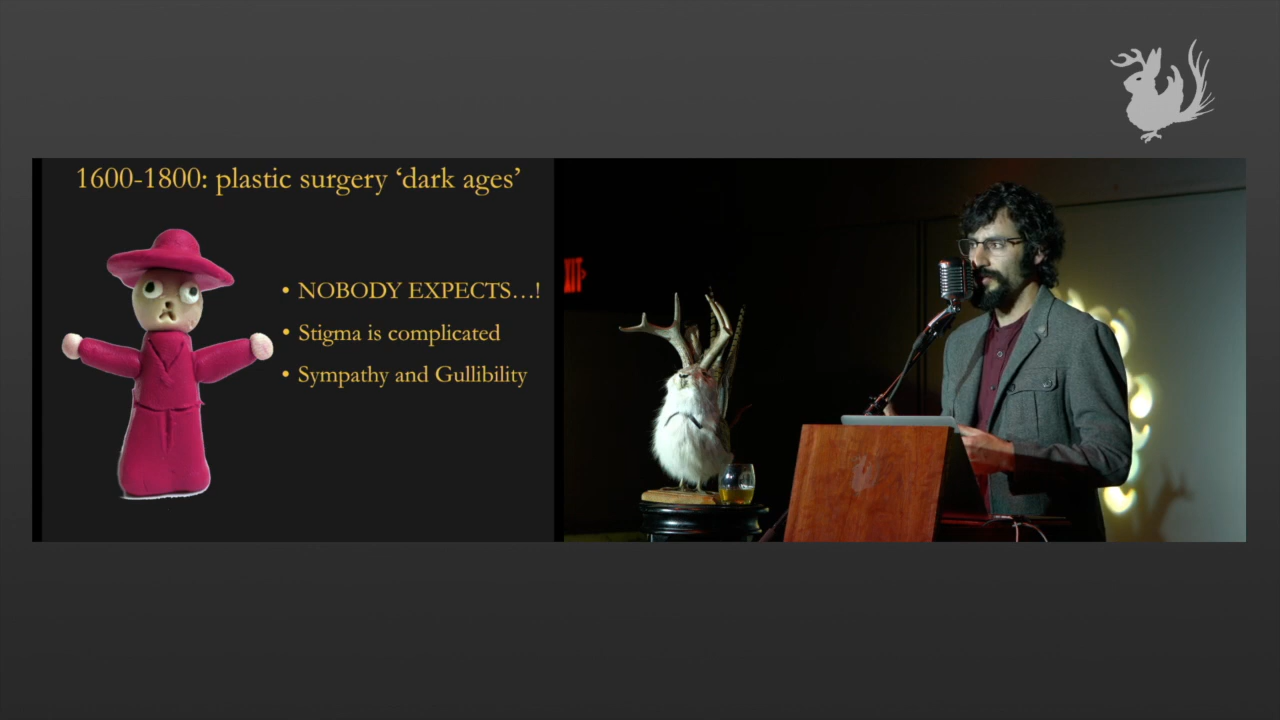 1600-1800: plastic surgery ‘dark ages’
• NOBODY EXPECTS…!
• Stigma is complicated
• Sympathy and Gullibility